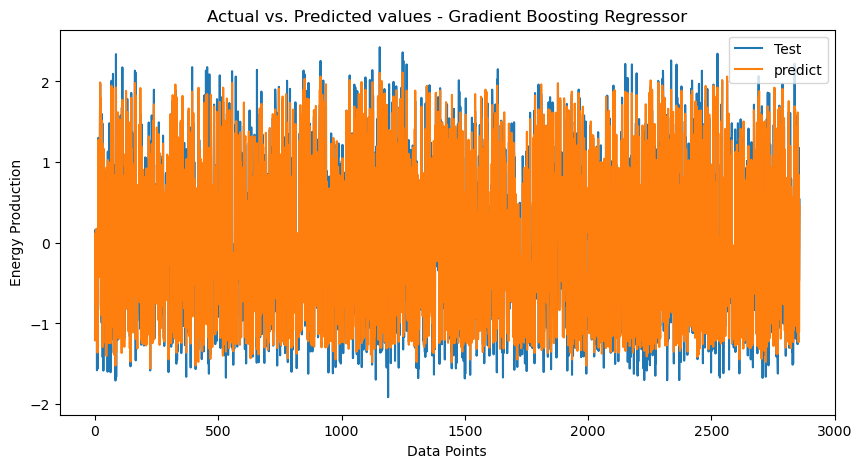 Actual vs. Predicted values - Gradient Boosting Regressor
Test
predict
Energy Production
2
1
0
−1
−2
0
500
1000
1500
2000
2500
3000
Data Points